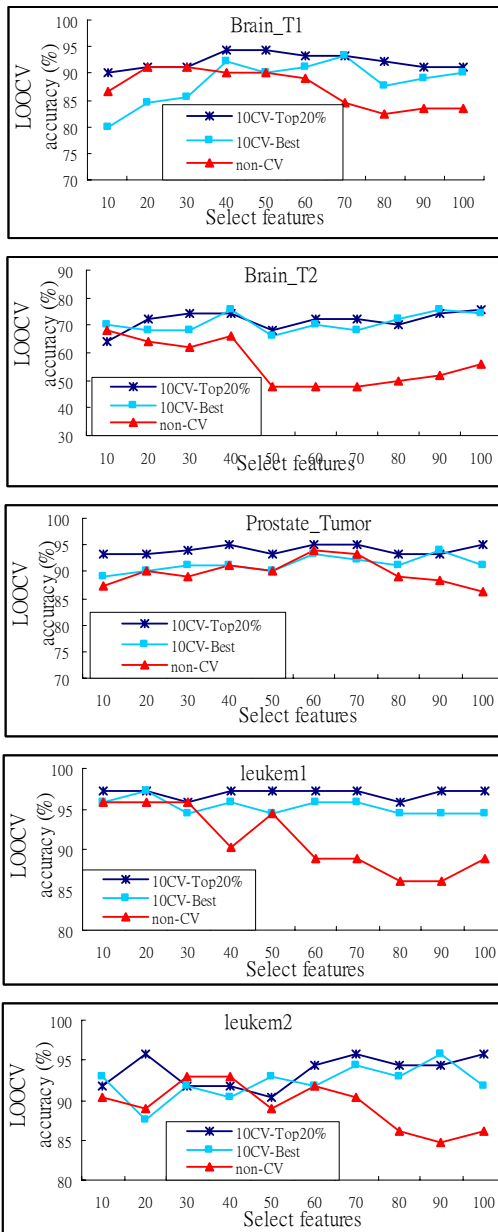 Brain_T1
LOOCV
accuracy (%)
100
95
90
85
80
75
70
10CV-Top20%
10CV-Best
non-CV
10 20 30 40 50 60 70 80 90 100
Select features
Brain_T2
LOOCV
accuracy (%)
90
80
70
60
50
40
30
10CV-Top20%
10CV-Best
non-CV
10 20 30 40 50 60 70 80 90 100
Select features
Prostate_Tumor
LOOCV
accuracy (%)
100
95
90
85
80
75
70
10CV-Top20%
10CV-Best
non-CV
10 20 30 40 50 60 70 80 90 100
Select features
leukem1
LOOCV
accuracy (%)
100
95
90
85
80
10CV-Top20%
10CV-Best
non-CV
10 20 30 40 50 60 70 80 90 100
Select features
leukem2
LOOCV
accuracy (%)
100
95
90
85
80
10CV-Top20%
10CV-Best
non-CV
10 20 30 40 50 60 70 80 90 100
Select features